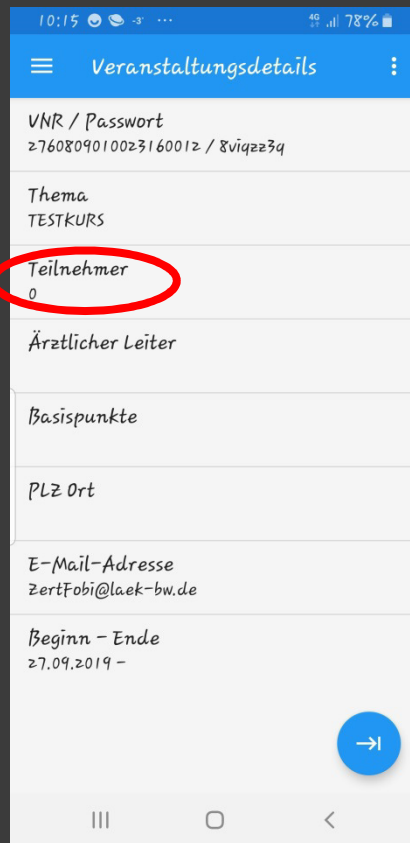 10:15 -3° ... 4G 78%
Veranstaltungsdetails
VNR / Passwort
2760809010023160012 / 8viqzz3q
Thema
TESTKURS
Teilnehmer
0
Ärztlicher Leiter
Basispunkte
PLZ Ort
E-Mail-Adresse
ZertFobi@laek-bw.de
Beginn - Ende
27.09.2019 -